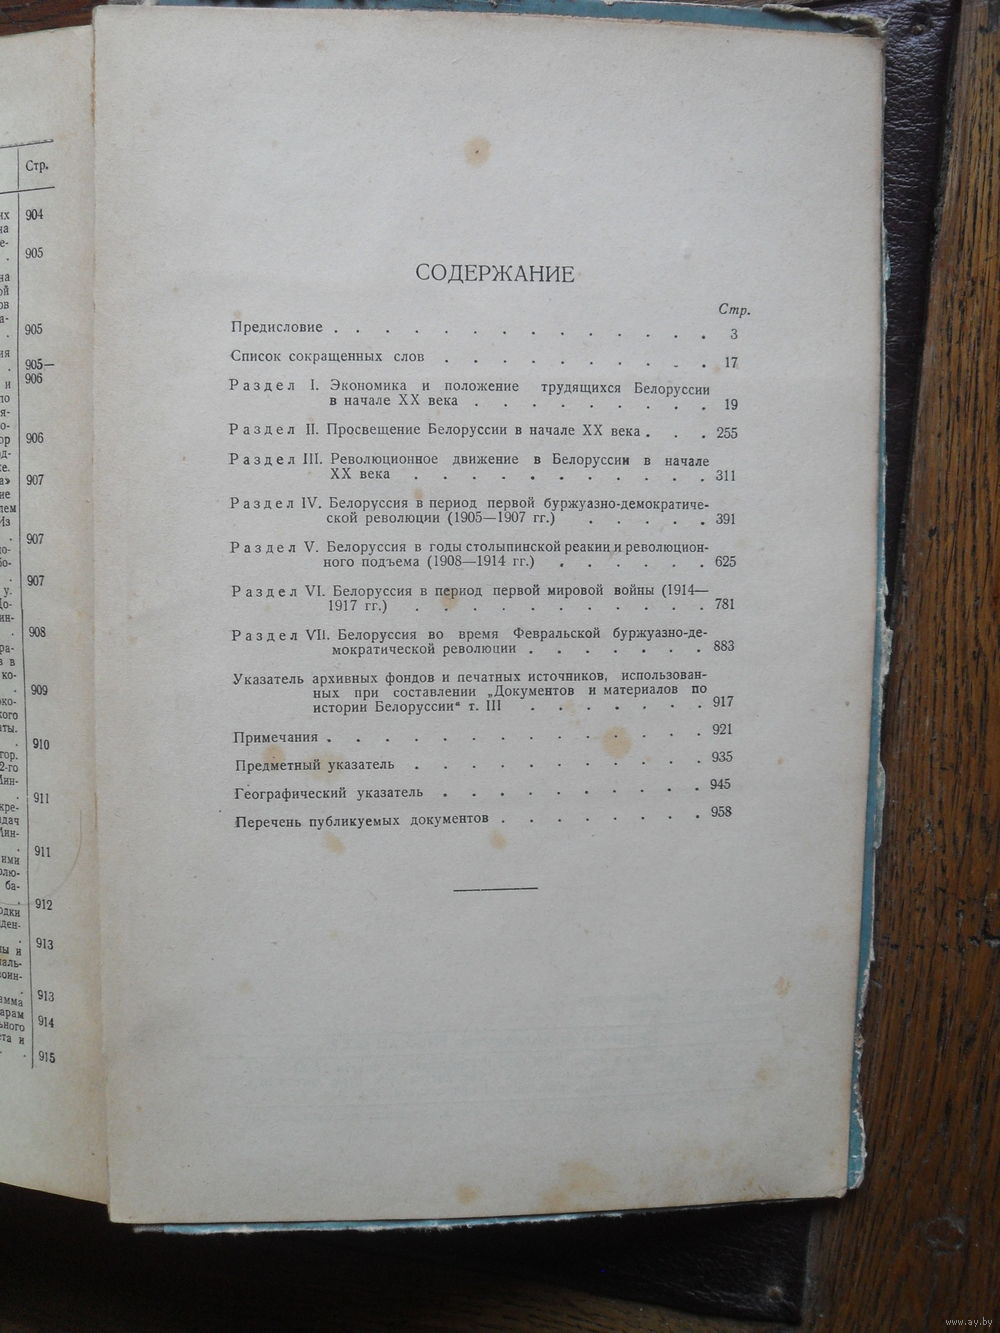 Стр.
904
905
905
905—
906
906
907
907
907
908
909
910
911
911
912
913
913
914
915
СОДЕРЖАНИЕ
Стр.
Предисловие . . . . . . . . . . . . . . 3
Список сокращенных слов . . . . . . . . . . 17
Раздел I. Экономика и положение трудящихся Белоруссии
в начале XX века . . . . . . . . . 19
Раздел II. Просвещение Белоруссии в начале XX века . . . 255
Раздел III. Революционное движение в Белоруссии в начале
XX века . . . . . . . . . . . 311
Раздел IV. Белоруссия в период первой буржуазно-демократиче-
ской революции (1905—1907 гг.) . . . . . 391
Раздел V. Белоруссия в годы столыпинской реакии и революцион-
ного подъема (1908—1914 гг.) . . . . . . 625
Раздел VI. Белоруссия в период первой мировой войны (1914—
1917 гг.) . . . . . . . . . . . 781
Раздел VII. Белоруссия во время Февральской буржуазно-де-
мократической революции . . . . . . . 883
Указатель архивных фондов и печатных источников, использован-
ных при составлении „Документов и материалов по
истории Белоруссии“ т. III . . . . . . . 917
Примечания . . . . . . . . . . . . . . 921
Предметный указатель . . . . . . . . . . . 935
Географический указатель . . . . . . . . . . 945
Перечень публикуемых документов . . . . . . . . 958
www.ay.by